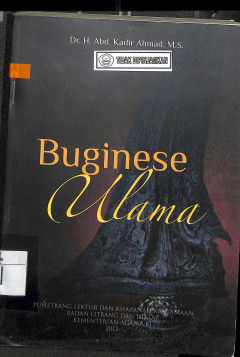 Dr. H. Abd. Kadir Ahmad, M.S.
TIDAK DIPINJAMKAN
Buginese
Ulama
PUSLITBANG LEKTUR DAN KHAZANAH KEAGAMAAN
BADAN LITBANG DAN DIKLAT
KEMENTERIAN AGAMA RI
2012